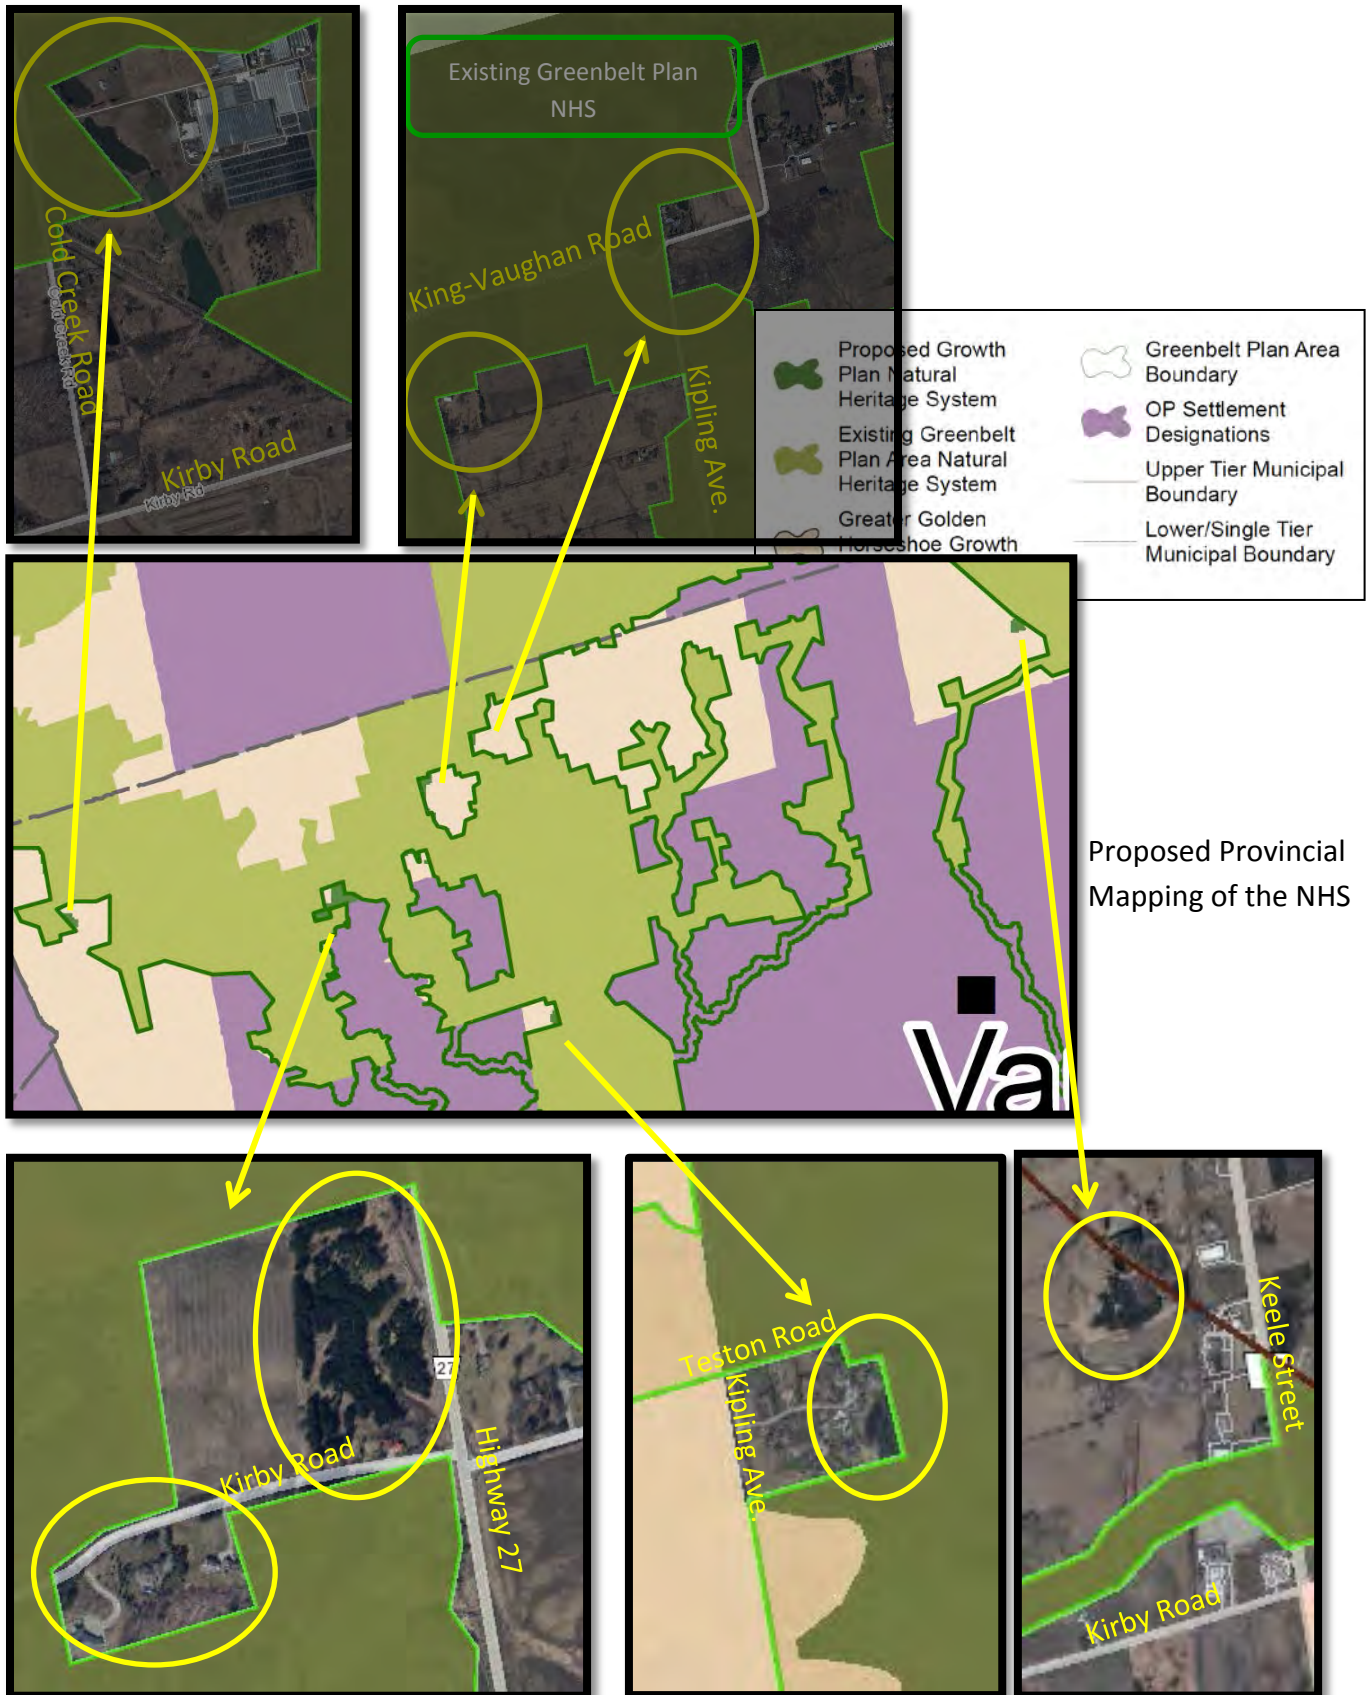 Existing Greenbelt Plan
NHS
Cold Creek Road
Cold Creek Rd
Kirby Road
Kirby Rd
King-Vaughan Road
Kipling Ave.
Proposed Growth
Plan Natural
Heritage System
Existing Greenbelt
Plan Area Natural
Heritage System
Greater Golden
Horseshoe Growth
Greenbelt Plan Area
Boundary
OP Settlement
Designations
Upper Tier Municipal
Boundary
Lower/Single Tier
Municipal Boundary
Va
Proposed Provincial
Mapping of the NHS
Kirby Road
27
Highway 27
Teston Road
Kipling Ave.
Keele Street
Kirby Road